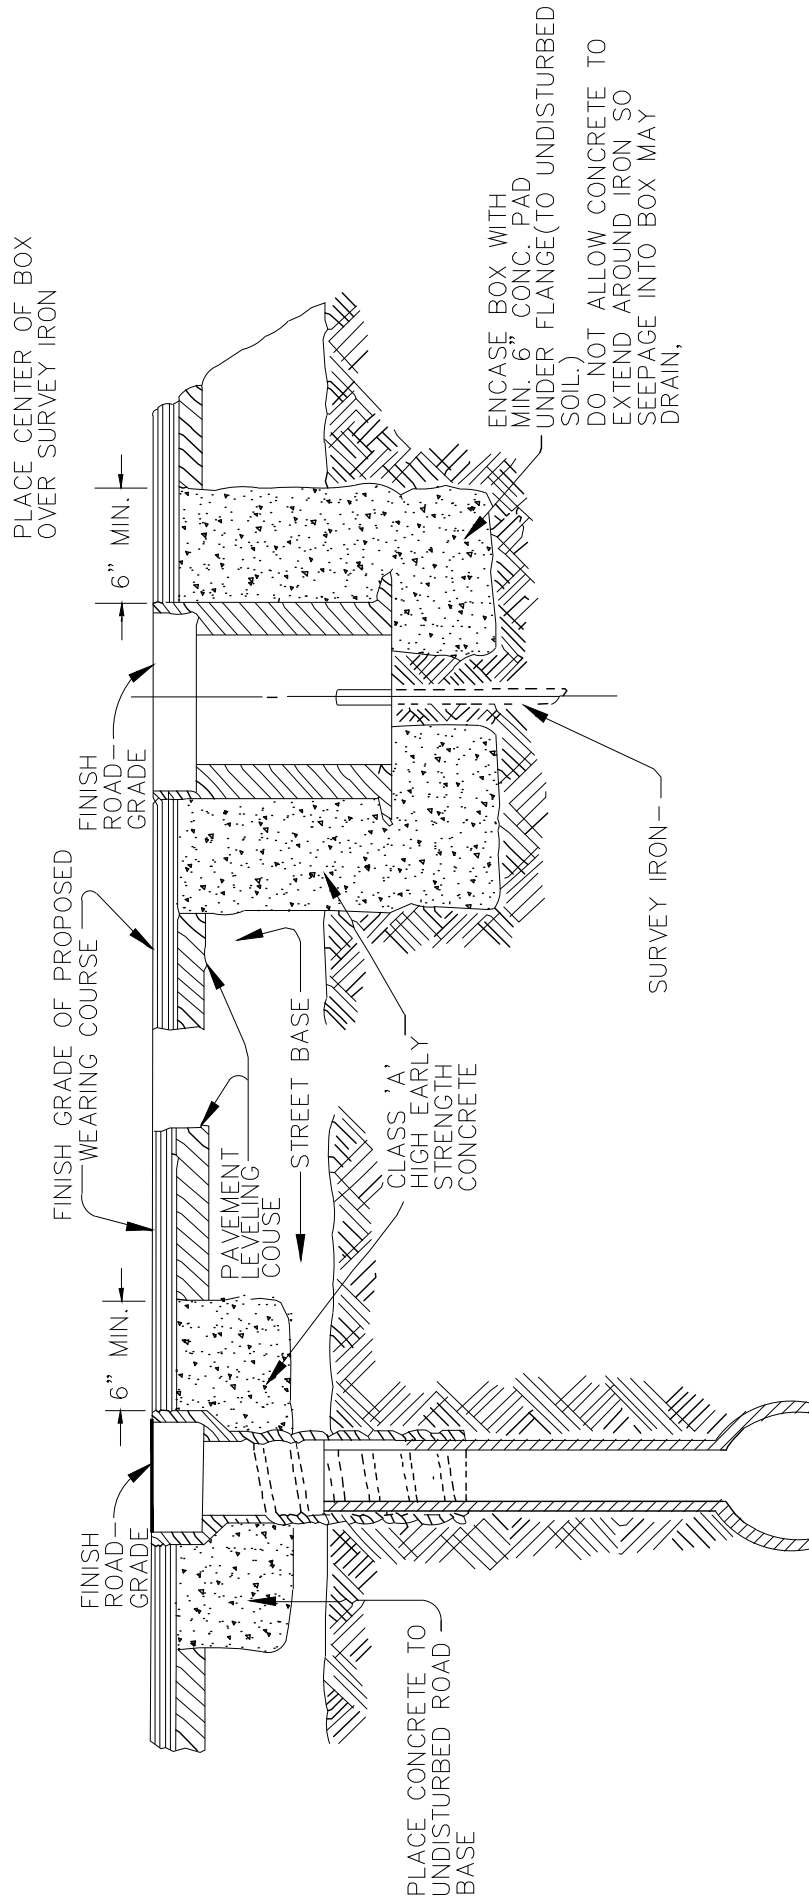 PLACE CENTER OF BOX
OVER SURVEY IRON
6" MIN.
FINISH
ROAD
GRADE
FINISH GRADE OF PROPOSED
WEARING COURSE
6" MIN.
FINISH
ROAD
GRADE
PAVEMENT
LEVELING
COUSE
STREET BASE
CLASS 'A'
HIGH EARLY
STRENGTH
CONCRETE
PLACE CONCRETE TO
UNDISTURBED ROAD
BASE
SURVEY IRON
ENCASE BOX WITH
MIN. 6" CONC. PAD
UNDER FLANGE(TO UNDISTURBED
SOIL.)
DO NOT ALLOW CONCRETE TO
EXTEND AROUND IRON SO
SEEPAGE INTO BOX MAY
DRAIN,